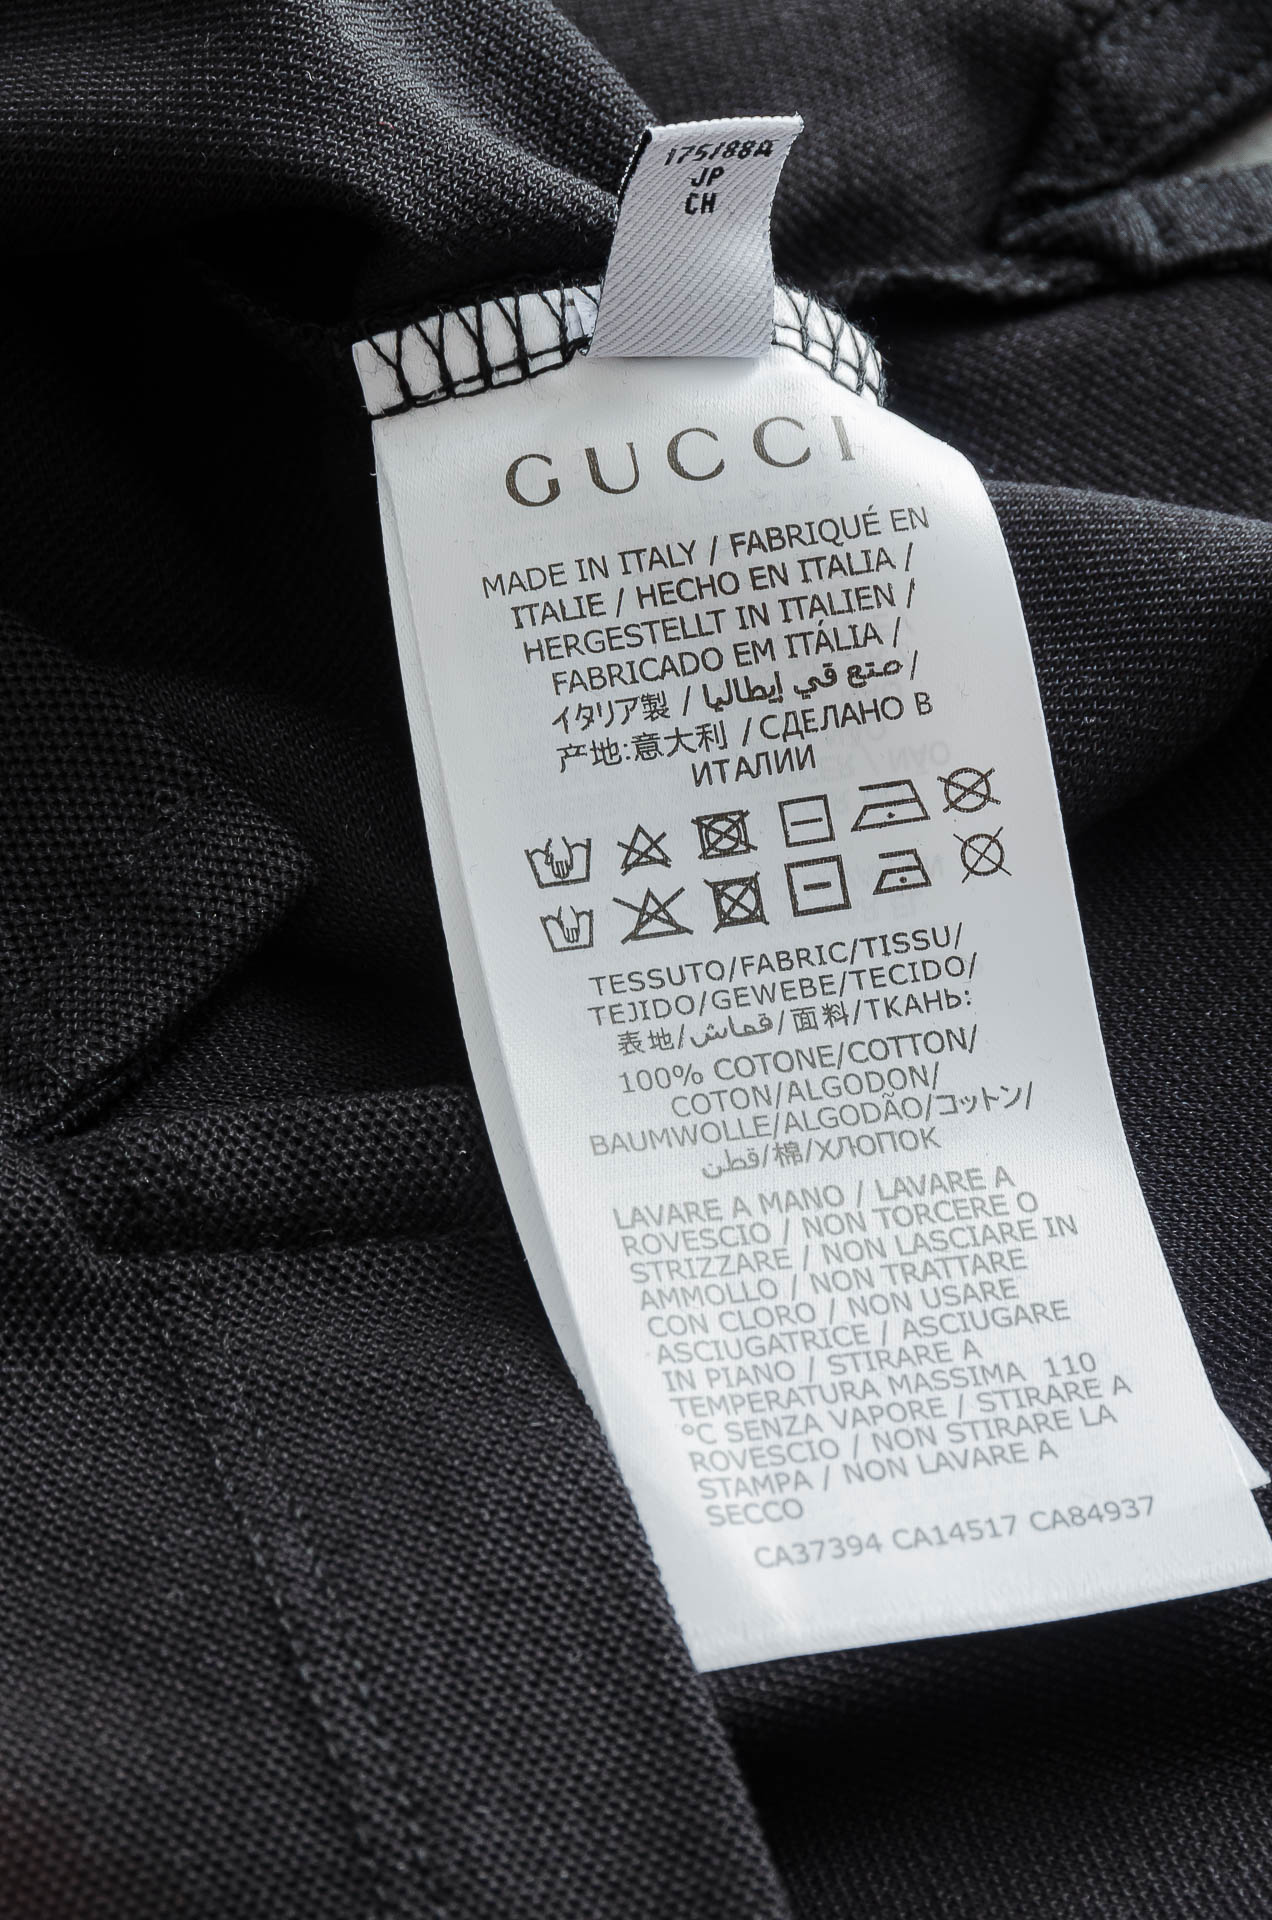 175/88A
JP
CH
GUCCI
MADE IN ITALY / FABRIQUÉ EN
ITALIE / HECHO EN ITALIA /
HERGESTELLT IN ITALIEN /
FABRICADO EM ITÁLIA /
イタリア製 / صنع في إيطاليا /
产地:意大利 / СДЕЛАНО В
ИТАЛИИ
TESSUTO/FABRIC/TISSU/
TEJIDO/GEWEBE/TECIDO/
表地/قماش/面料/ТКАНЬ:
100% COTONE/COTTON/
COTON/ALGODON/
BAUMWOLLE/ALGODÃO/コットン/
قطن/棉/ХЛОПОК
LAVARE A MANO / LAVARE A
ROVESCIO / NON TORCERE O
STRIZZARE / NON LASCIARE IN
AMMOLLO / NON TRATTARE
CON CLORO / NON USARE
ASCIUGATRICE / ASCIUGARE
IN PIANO / STIRARE A
TEMPERATURA MASSIMA 110
°C SENZA VAPORE / STIRARE A
ROVESCIO / NON STIRARE LA
STAMPA / NON LAVARE A
SECCO
CA37394 CA14517 CA84937